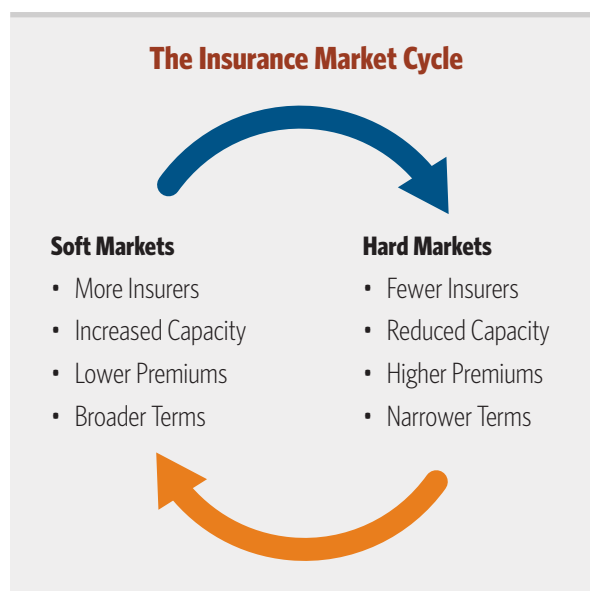 The Insurance Market Cycle
Soft Markets
• More Insurers
• Increased Capacity
• Lower Premiums
• Broader Terms
Hard Markets
• Fewer Insurers
• Reduced Capacity
• Higher Premiums
• Narrower Terms